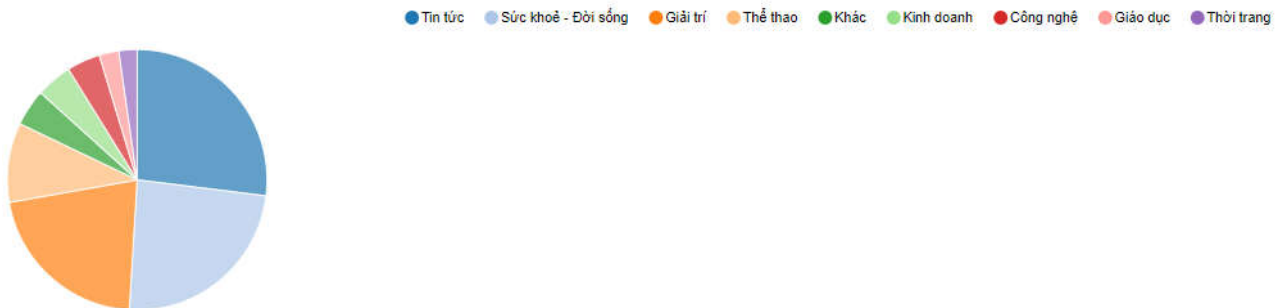 Tin tức Sức khoẻ - Đời sống Giải trí Thể thao Khác Kinh doanh Công nghệ Giáo dục Thời trang